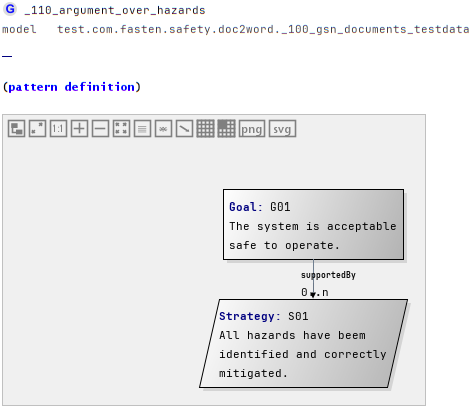 G _110_argument_over_hazards
model test.com.fasten.safety.doc2word._100_gsn_documents_testdata
(pattern definition)
1:1 png svg
Goal: G01
The system is acceptable
safe to operate.
supportedBy
0..n
Strategy: S01
All hazards have beem
identified and correctly
mitigated.